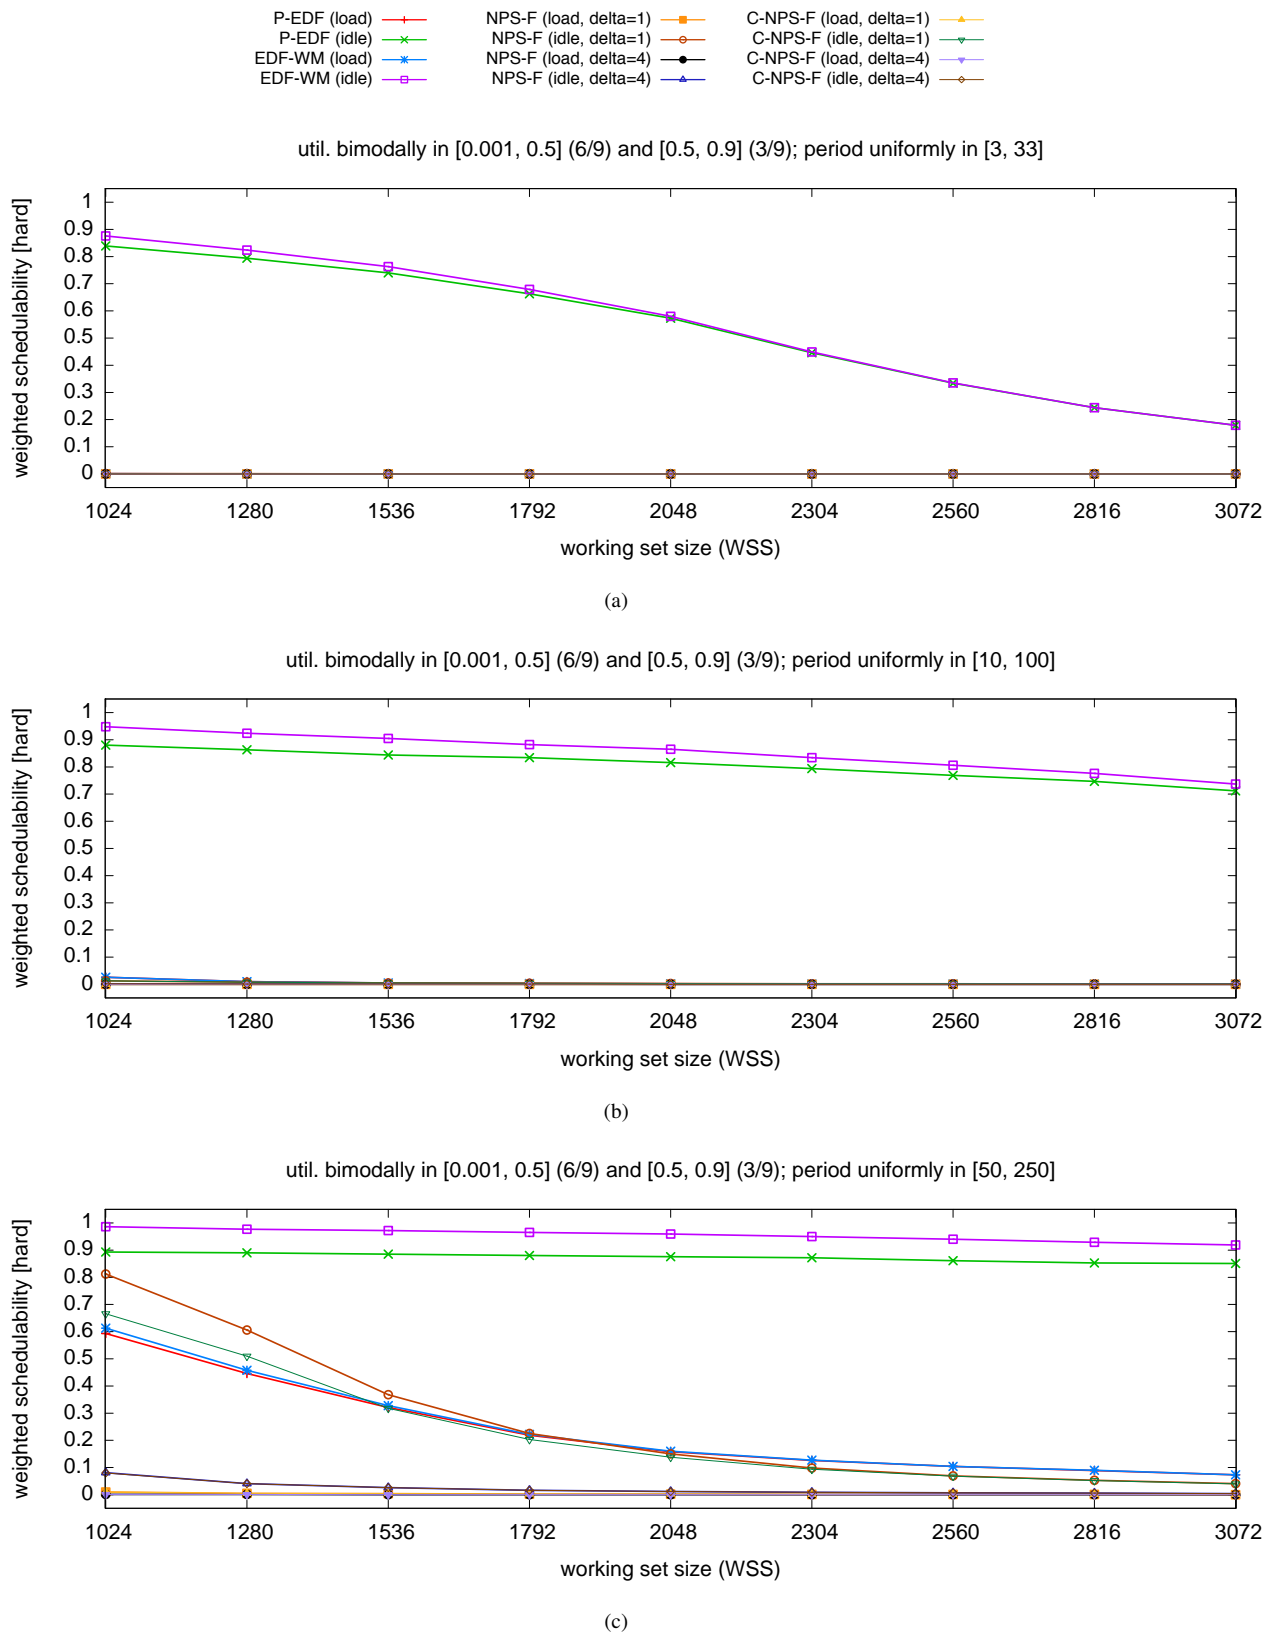 P-EDF (load)
P-EDF (idle)
EDF-WM (load)
EDF-WM (idle)
NPS-F (load, delta=1)
NPS-F (idle, delta=1)
NPS-F (load, delta=4)
NPS-F (idle, delta=4)
C-NPS-F (load, delta=1)
C-NPS-F (idle, delta=1)
C-NPS-F (load, delta=4)
C-NPS-F (idle, delta=4)
util. bimodally in [0.001, 0.5] (6/9) and [0.5, 0.9] (3/9); period uniformly in [3, 33]
weighted schedulability [hard]
1
0.9
0.8
0.7
0.6
0.5
0.4
0.3
0.2
0.1
0
1024 1280 1536 1792 2048 2304 2560 2816 3072
working set size (WSS)
(a)
util. bimodally in [0.001, 0.5] (6/9) and [0.5, 0.9] (3/9); period uniformly in [10, 100]
weighted schedulability [hard]
1
0.9
0.8
0.7
0.6
0.5
0.4
0.3
0.2
0.1
0
1024 1280 1536 1792 2048 2304 2560 2816 3072
working set size (WSS)
(b)
util. bimodally in [0.001, 0.5] (6/9) and [0.5, 0.9] (3/9); period uniformly in [50, 250]
weighted schedulability [hard]
1
0.9
0.8
0.7
0.6
0.5
0.4
0.3
0.2
0.1
0
1024 1280 1536 1792 2048 2304 2560 2816 3072
working set size (WSS)
(c)